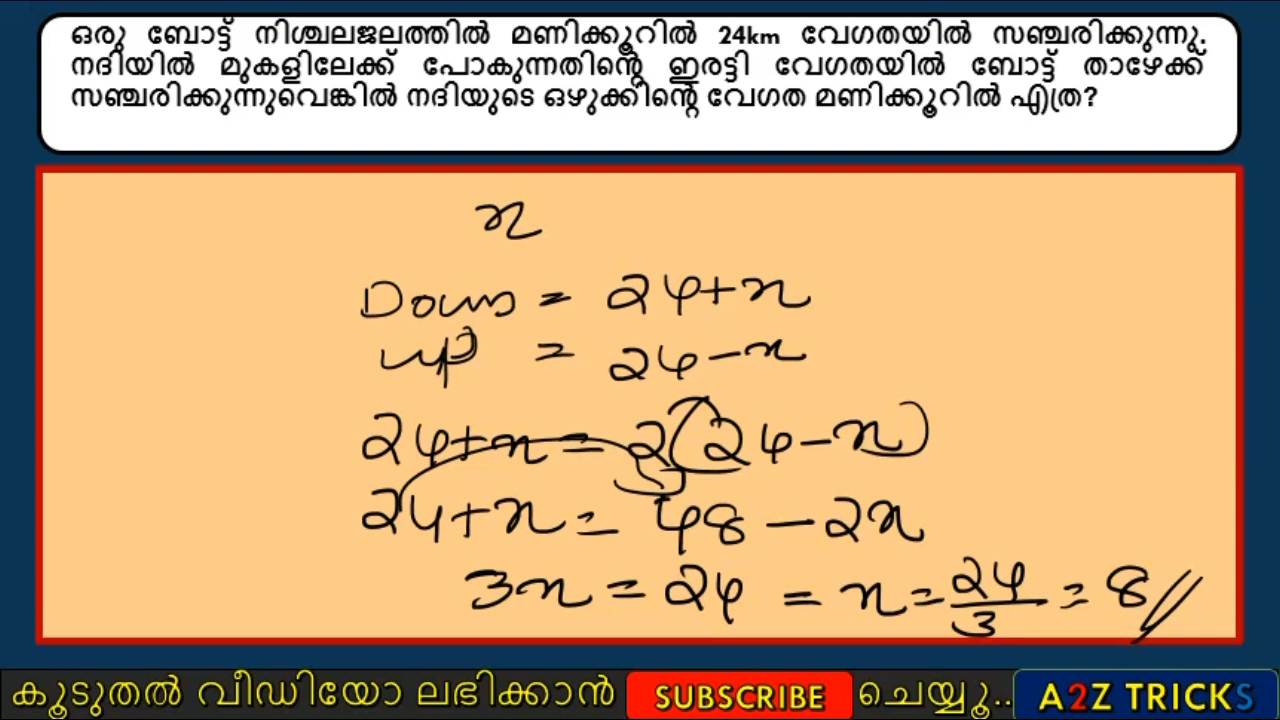 ഒരു ബോട്ട് നിശ്ചലജലത്തിൽ മണിക്കൂറിൽ 24km വേഗതയിൽ സഞ്ചരിക്കുന്നു.
നദിയിൽ മുകളിലേക്ക് പോകുന്നതിന്റെ ഇരട്ടി വേഗതയിൽ ബോട്ട് താഴേക്ക്
സഞ്ചരിക്കുന്നുവെങ്കിൽ നദിയുടെ ഒഴുക്കിന്റെ വേഗത മണിക്കൂറിൽ എത്ര?
x
Down = 24+x
up = 24-x
24+x = 2(24-x)
24+x = 48-2x
3x = 24 = x = 24/3 = 8//
കൂടുതൽ വീഡിയോ ലഭിക്കാൻ SUBSCRIBE ചെയ്യൂ.. A2Z TRICKS